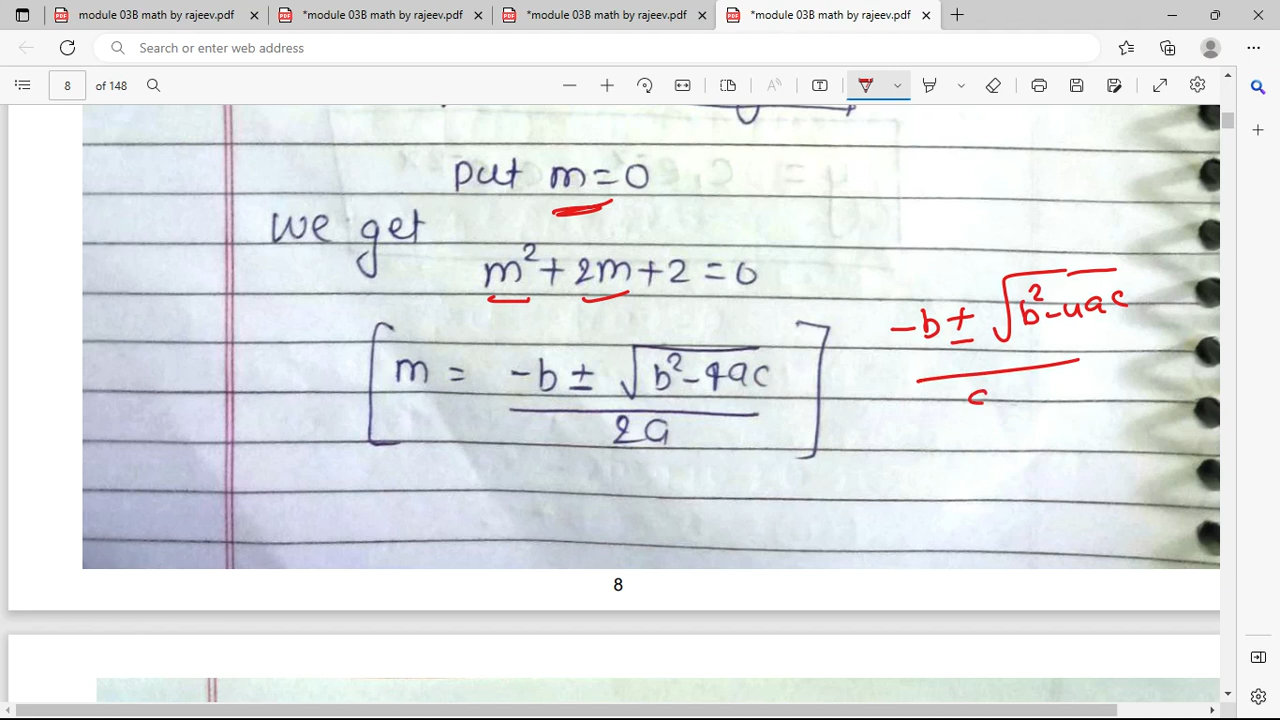 module 03B math by rajeev.pdf
*module 03B math by rajeev.pdf
*module 03B math by rajeev.pdf
*module 03B math by rajeev.pdf
Search or enter web address
8 of 148
put m=0
we get
m²+2m+2=0
m = -b ± √b²-4ac
2a
-b ± √b²-4ac
c
8